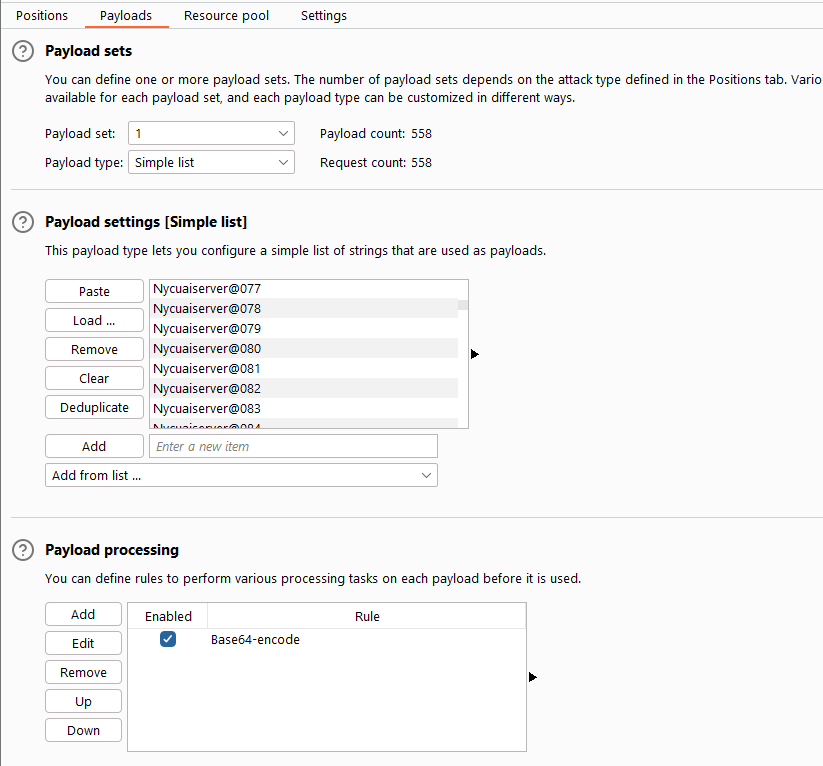 Positions Payloads Resource pool Settings
? Payload sets
You can define one or more payload sets. The number of payload sets depends on the attack type defined in the Positions tab. Vario
available for each payload set, and each payload type can be customized in different ways.
Payload set: 1 Payload count: 558
Payload type: Simple list Request count: 558
? Payload settings [Simple list]
This payload type lets you configure a simple list of strings that are used as payloads.
Paste
Load ...
Remove
Clear
Deduplicate
Nycuaiserver@077
Nycuaiserver@078
Nycuaiserver@079
Nycuaiserver@080
Nycuaiserver@081
Nycuaiserver@082
Nycuaiserver@083
Nycuaiserver@084
Add Enter a new item
Add from list ...
? Payload processing
You can define rules to perform various processing tasks on each payload before it is used.
Add
Edit
Remove
Up
Down
Enabled Rule
Base64-encode